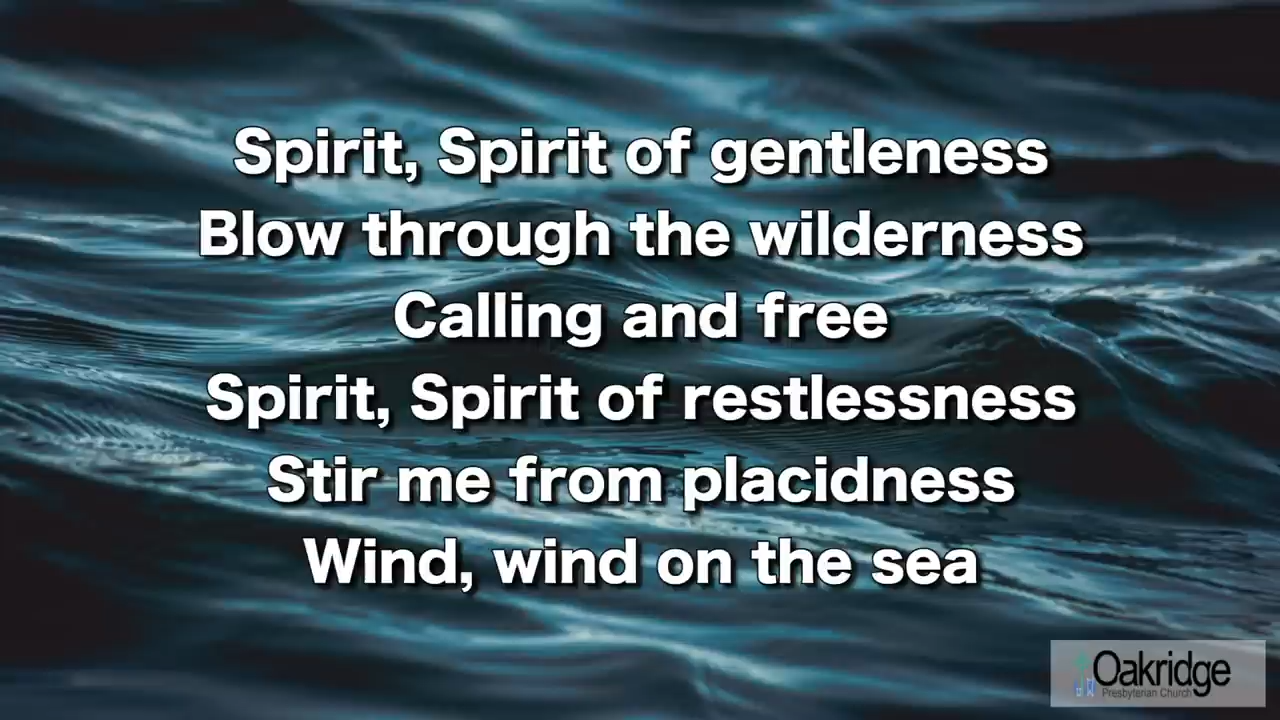 Spirit, Spirit of gentleness
Blow through the wilderness
Calling and free
Spirit, Spirit of restlessness
Stir me from placidness
Wind, wind on the sea
Oakridge
Presbyterian Church